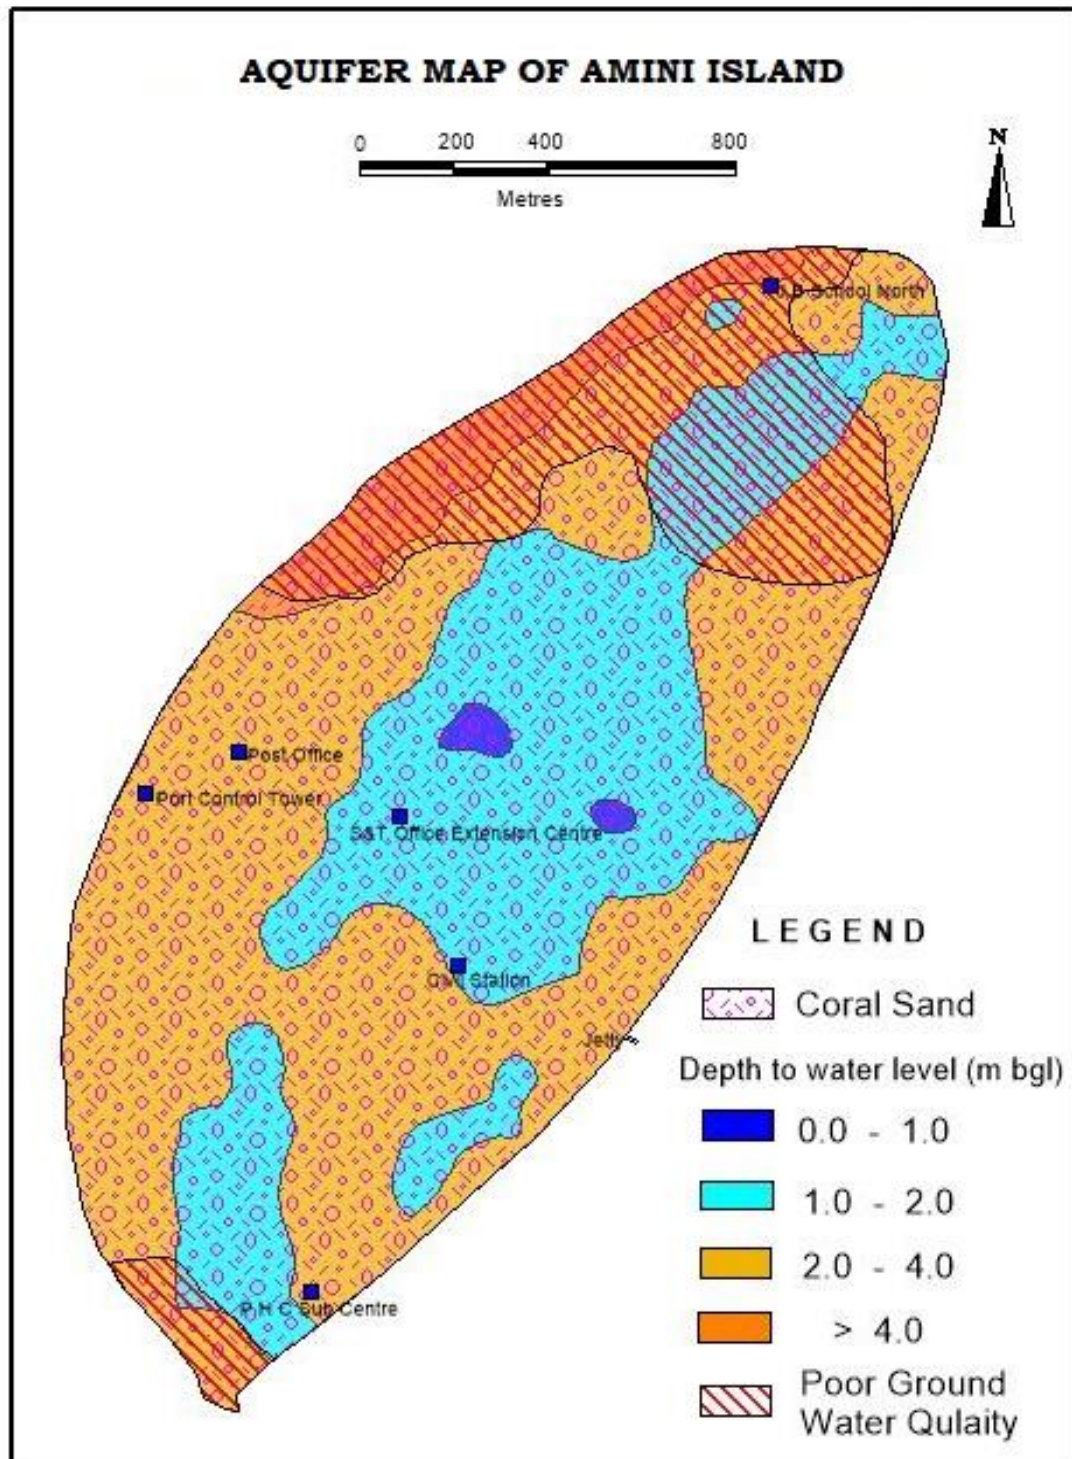 AQUIFER MAP OF AMINI ISLAND
0 200 400 800
Metres
N
School North
Post Office
Port Control Tower
S&T Office Extension Centre
Station
Jetty
P H C Sub Centre
L E G E N D
Coral Sand
Depth to water level (m bgl)
0.0 - 1.0
1.0 - 2.0
2.0 - 4.0
> 4.0
Poor Ground
Water Qulaity